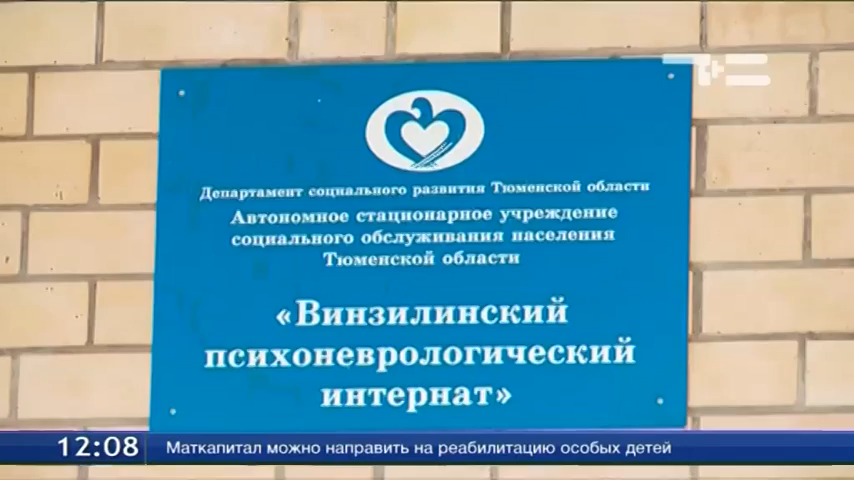 Департамент социального развития Тюменской области
Автономное стационарное учреждение
социального обслуживания населения
Тюменской области
«Винзилинский
психоневрологический
интернат»
12:08 Маткапитал можно направить на реабилитацию особых детей